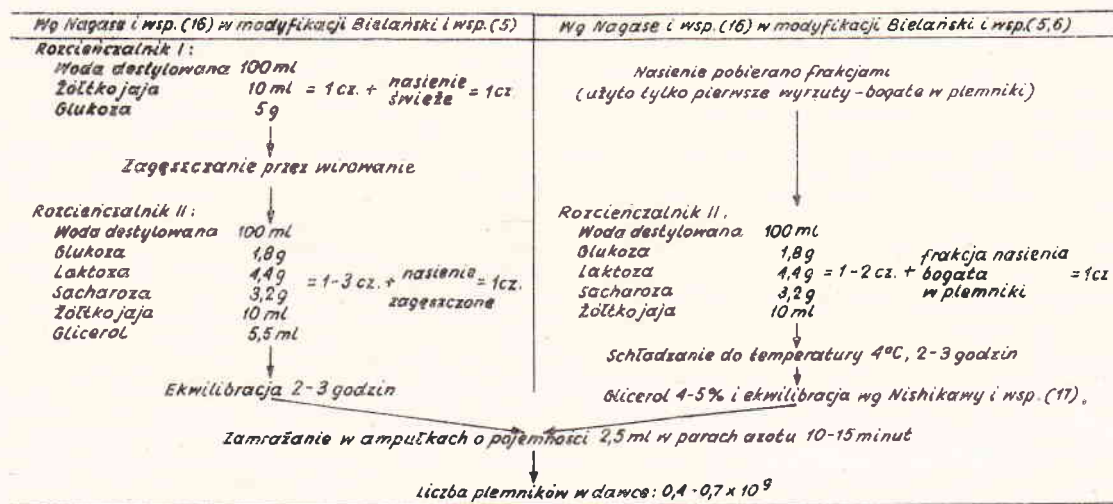 Wg Nagase i wsp. (16) w modyfikacji Bielański i wsp. (5)
Rozcieńczalnik I:
Woda destylowana 100 ml
Żółtko jaja 10 ml = 1 cz. + nasienie świeże = 1 cz.
Glukoza 5 g
Zagęszczanie przez wirowanie
Rozcieńczalnik II:
Woda destylowana 100 ml
Glukoza 1,8 g
Laktoza 4,4 g = 1-3 cz. + nasienie zagęszczone = 1 cz.
Sacharoza 3,2 g
Żółtko jaja 10 ml
Glicerol 5,5 ml
Ekwilibracja 2-3 godzin
Wg Nagase i wsp. (16) w modyfikacji Bielański i wsp. (5,6)
Nasienie pobierano frakcjami
(użyto tylko pierwsze wyrzuty - bogate w plemniki)
Rozcieńczalnik II.
Woda destylowana 100 ml
Glukoza 1,8 g
Laktoza 4,4 g = 1-2 cz. + frakcja nasienia bogata w plemniki = 1 cz
Sacharoza 3,2 g
Żółtko jaja 10 ml
Schładzanie do temperatury 4°C, 2-3 godzin
Glicerol 4-5% i ekwilibracja wg Nishikawy i wsp. (17).
Zamrażanie w ampułkach o pojemności 2,5 ml w parach azotu 10-15 minut
Liczba plemników w dawce: 0,4 - 0,7 x 10⁹